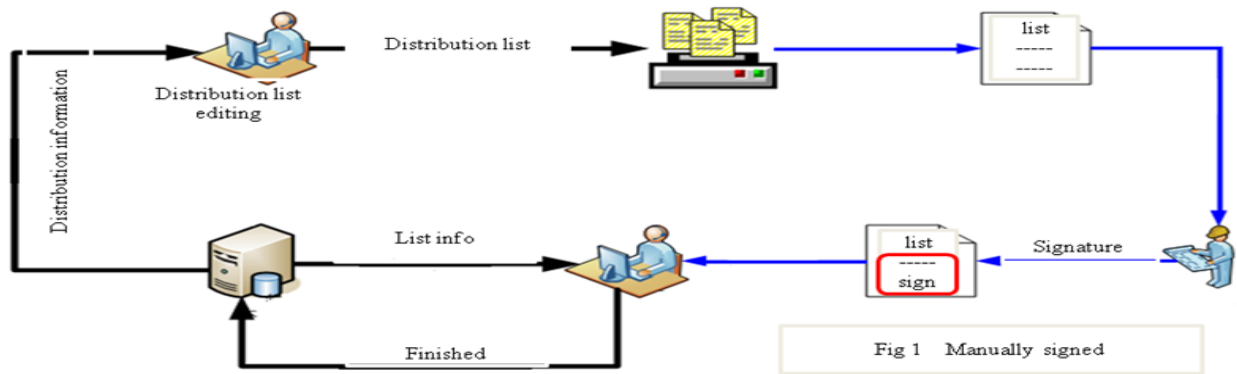 Distribution list
list
-----
-----
Distribution list
editing
Distribution information
List info
list
-----
sign
Signature
Finished
Fig 1 Manually signed